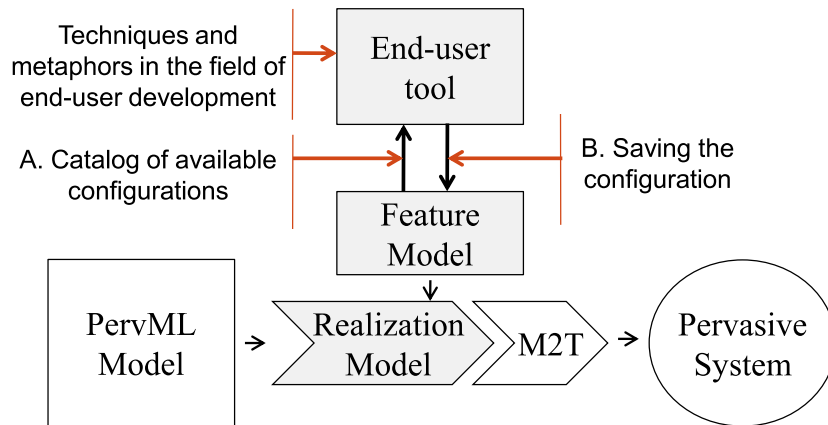 Techniques and
metaphors in the field of
end-user development
End-user
tool
A. Catalog of available
configurations
B. Saving the
configuration
Feature
Model
PervML
Model
Realization
Model
M2T
Pervasive
System